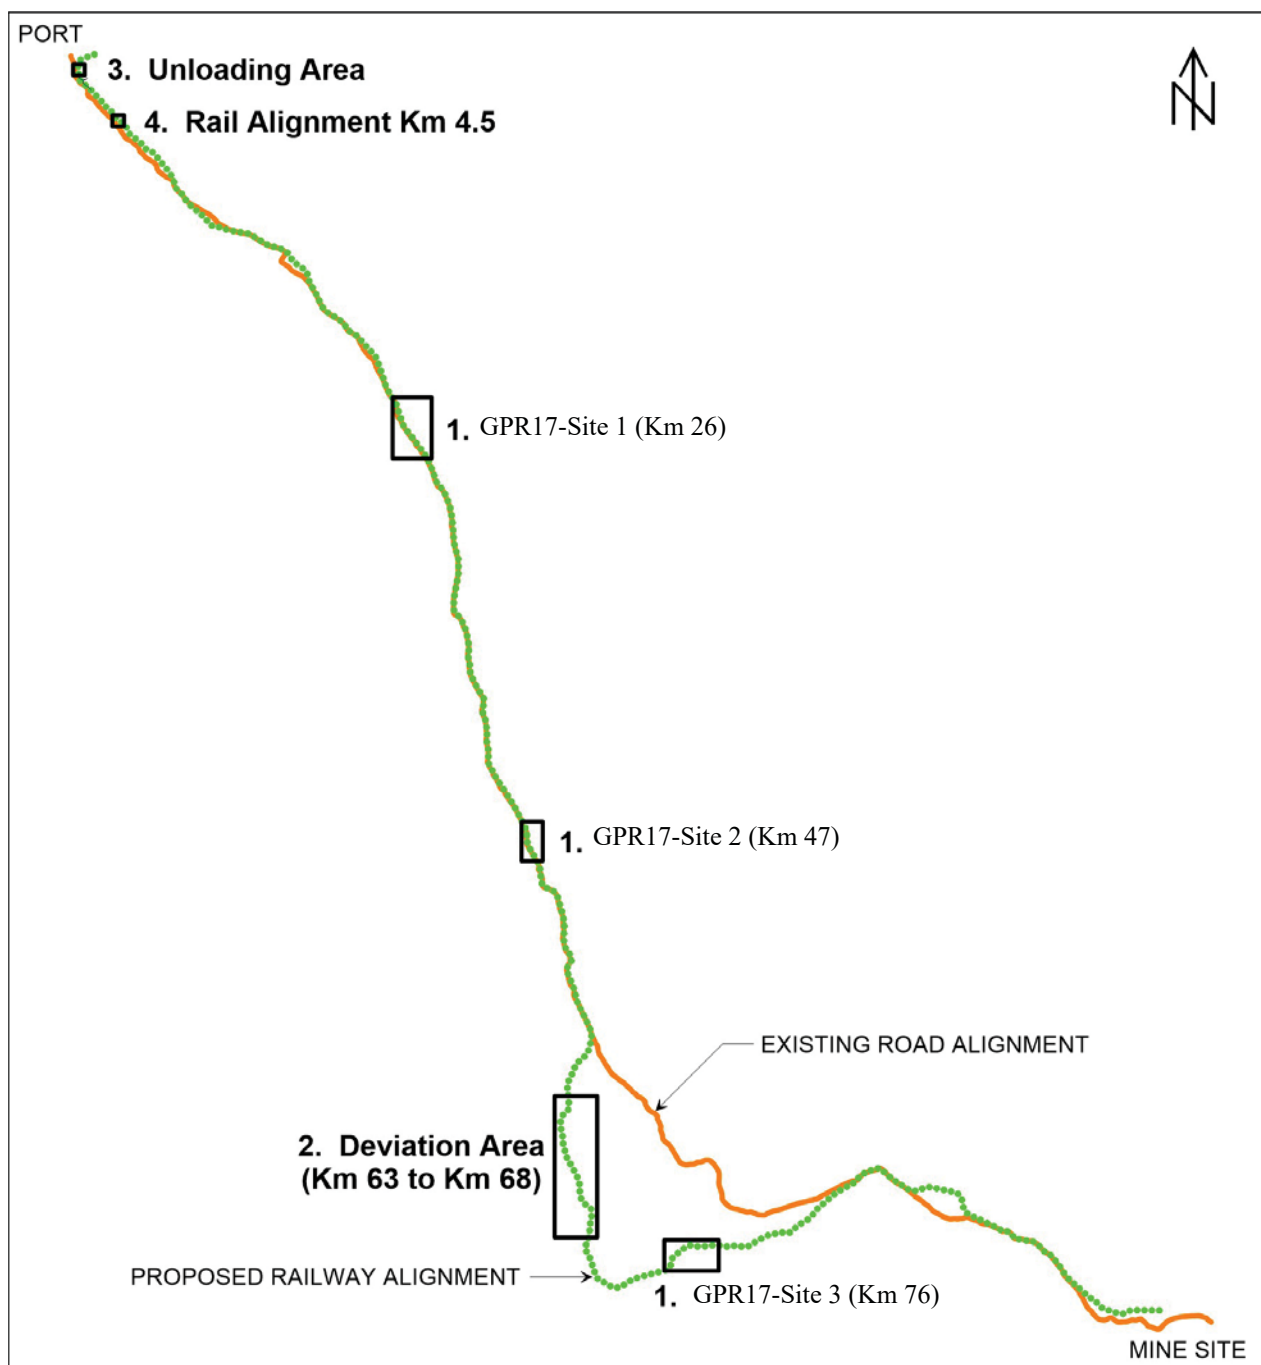 PORT
3. Unloading Area
4. Rail Alignment Km 4.5
N
1. GPR17-Site 1 (Km 26)
1. GPR17-Site 2 (Km 47)
EXISTING ROAD ALIGNMENT
2. Deviation Area
(Km 63 to Km 68)
PROPOSED RAILWAY ALIGNMENT
1. GPR17-Site 3 (Km 76)
MINE SITE